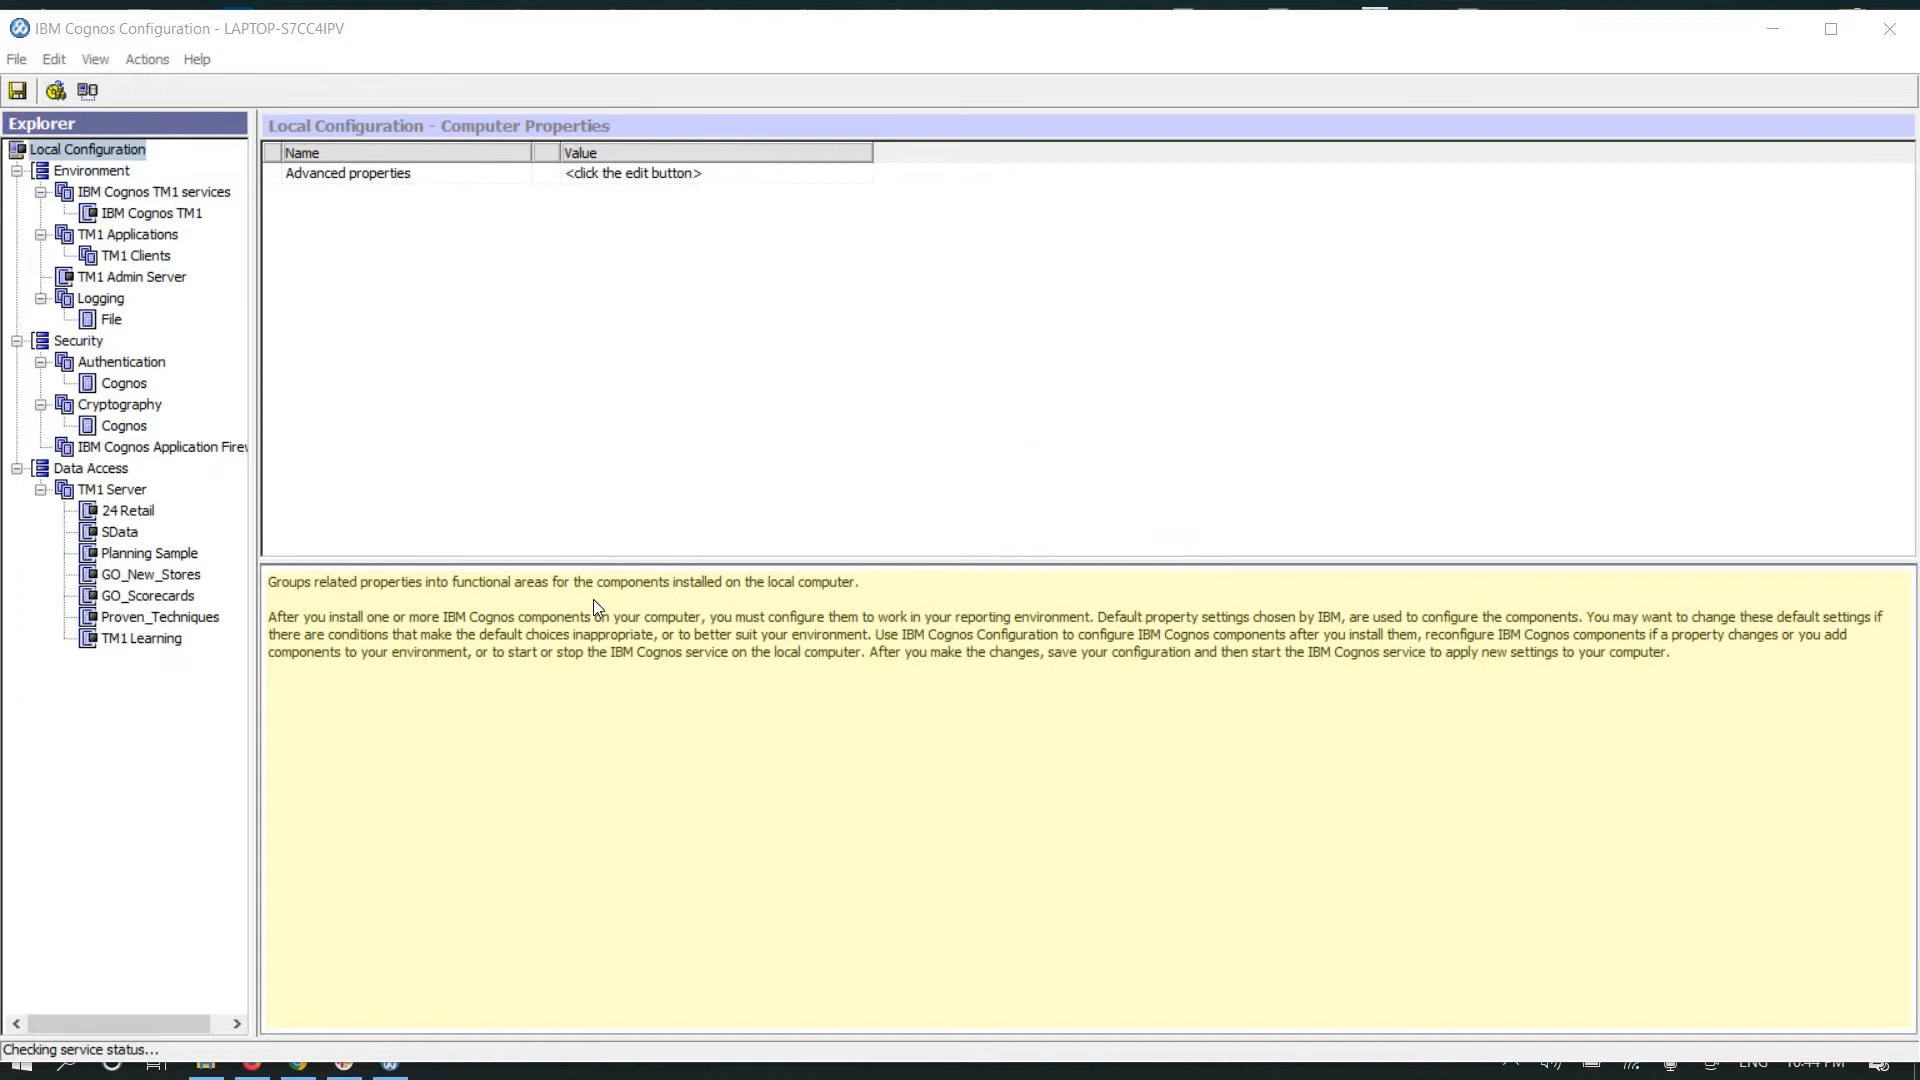 IBM Cognos Configuration - LAPTOP-S7CC4IPV
File Edit View Actions Help
Explorer
Local Configuration
Environment
IBM Cognos TM1 services
IBM Cognos TM1
TM1 Applications
TM1 Clients
TM1 Admin Server
Logging
File
Security
Authentication
Cognos
Cryptography
Cognos
IBM Cognos Application Firew
Data Access
TM1 Server
24 Retail
SData
Planning Sample
GO_New_Stores
GO_Scorecards
Proven_Techniques
TM1 Learning
Local Configuration - Computer Properties
Name Value
Advanced properties <click the edit button>
Groups related properties into functional areas for the components installed on the local computer.
After you install one or more IBM Cognos components on your computer, you must configure them to work in your reporting environment. Default property settings chosen by IBM, are used to configure the components. You may want to change these default settings if
there are conditions that make the default choices inappropriate, or to better suit your environment. Use IBM Cognos Configuration to configure IBM Cognos components after you install them, reconfigure IBM Cognos components if a property changes or you add
components to your environment, or to start or stop the IBM Cognos service on the local computer. After you make the changes, save your configuration and then start the IBM Cognos service to apply new settings to your computer.
Checking service status...
ENG 10:44 PM